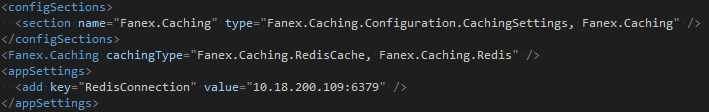 <configSections>
<section name="Fanex.Caching" type="Fanex.Caching.Configuration.CachingSettings, Fanex.Caching" />
</configSections>
<Fanex.Caching cachingType="Fanex.Caching.RedisCache, Fanex.Caching.Redis" />
<appSettings>
<add key="RedisConnection" value="10.18.200.109:6379" />
</appSettings>